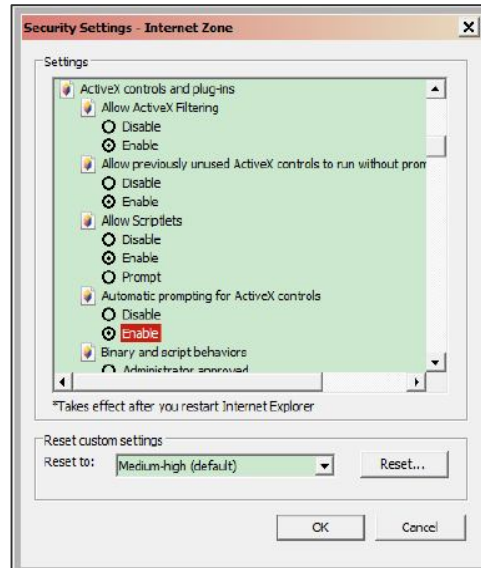 Security Settings - Internet Zone
Settings
ActiveX controls and plug-ins
Allow ActiveX Filtering
Disable
Enable
Allow previously unused ActiveX controls to run without prom
Disable
Enable
Allow Scriptlets
Disable
Enable
Prompt
Automatic prompting for ActiveX controls
Disable
Enable
Binary and script behaviors
Administrator approved
*Takes effect after you restart Internet Explorer
Reset custom settings
Reset to: Medium-high (default) Reset...
OK Cancel